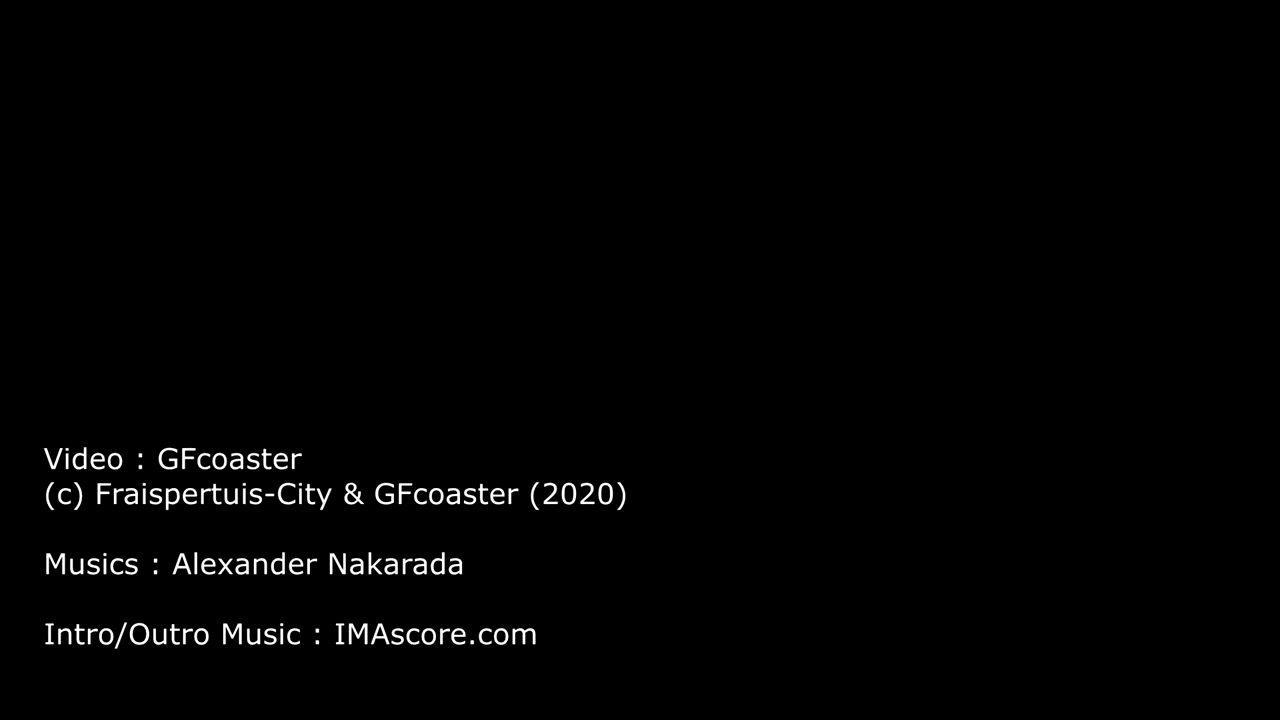 Video : GFcoaster
(c) Fraispertuis-City & GFcoaster (2020)
Musics : Alexander Nakarada
Intro/Outro Music : IMAscore.com